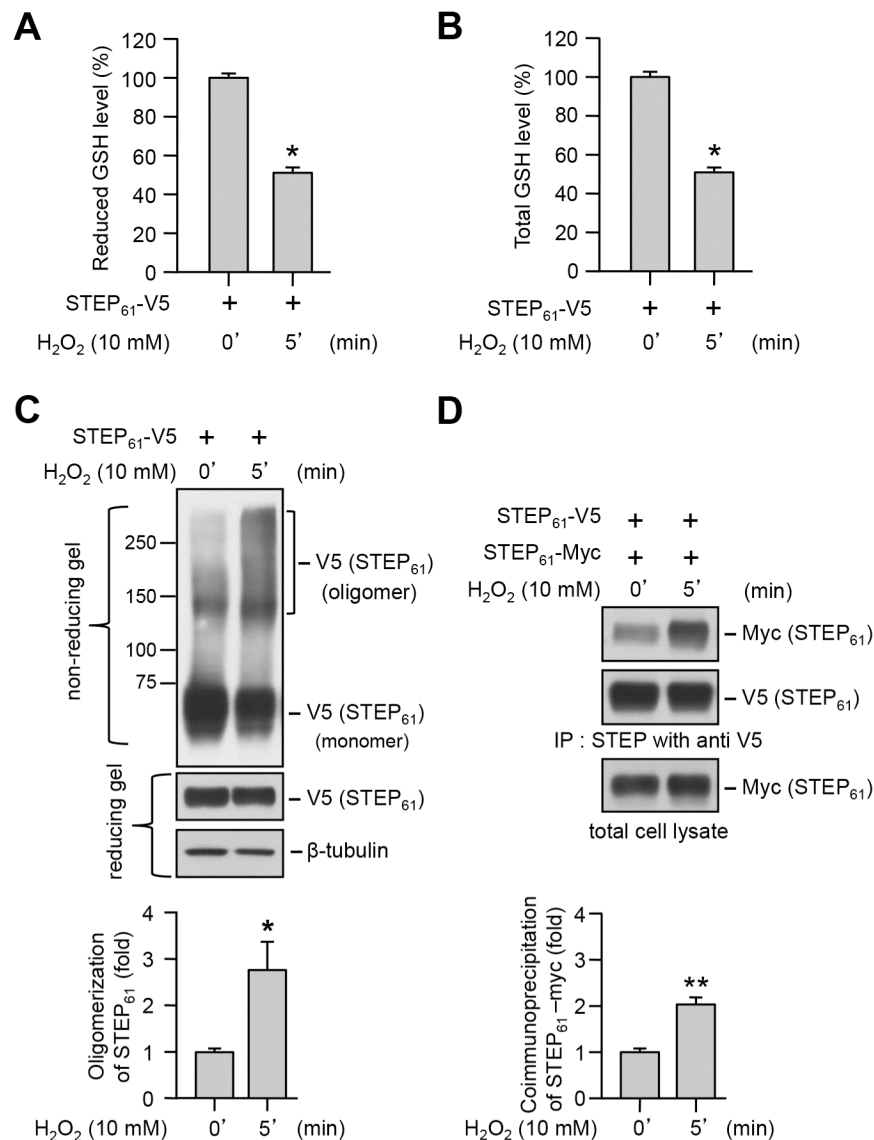 A
Reduced GSH level (%)
120
100
80
60
40
20
0
*
STEP₆₁-V5 + +
H₂O₂ (10 mM) 0’ 5’ (min)
B
Total GSH level (%)
120
100
80
60
40
20
0
*
STEP₆₁-V5 + +
H₂O₂ (10 mM) 0’ 5’ (min)
C
STEP₆₁-V5 + +
H₂O₂ (10 mM) 0’ 5’ (min)
non-reducing gel
250
150
100
75
V5 (STEP₆₁)
(oligomer)
V5 (STEP₆₁)
(monomer)
reducing gel
V5 (STEP₆₁)
β-tubulin
Oligomerization
of STEP₆₁ (fold)
4
3
2
1
0
*
H₂O₂ (10 mM) 0’ 5’ (min)
D
STEP₆₁-V5 + +
STEP₆₁-Myc + +
H₂O₂ (10 mM) 0’ 5’ (min)
Myc (STEP₆₁)
V5 (STEP₆₁)
IP : STEP with anti V5
Myc (STEP₆₁)
total cell lysate
Coimmunoprecipitation
of STEP₆₁–myc (fold)
4
3
2
1
0
**
H₂O₂ (10 mM) 0’ 5’ (min)